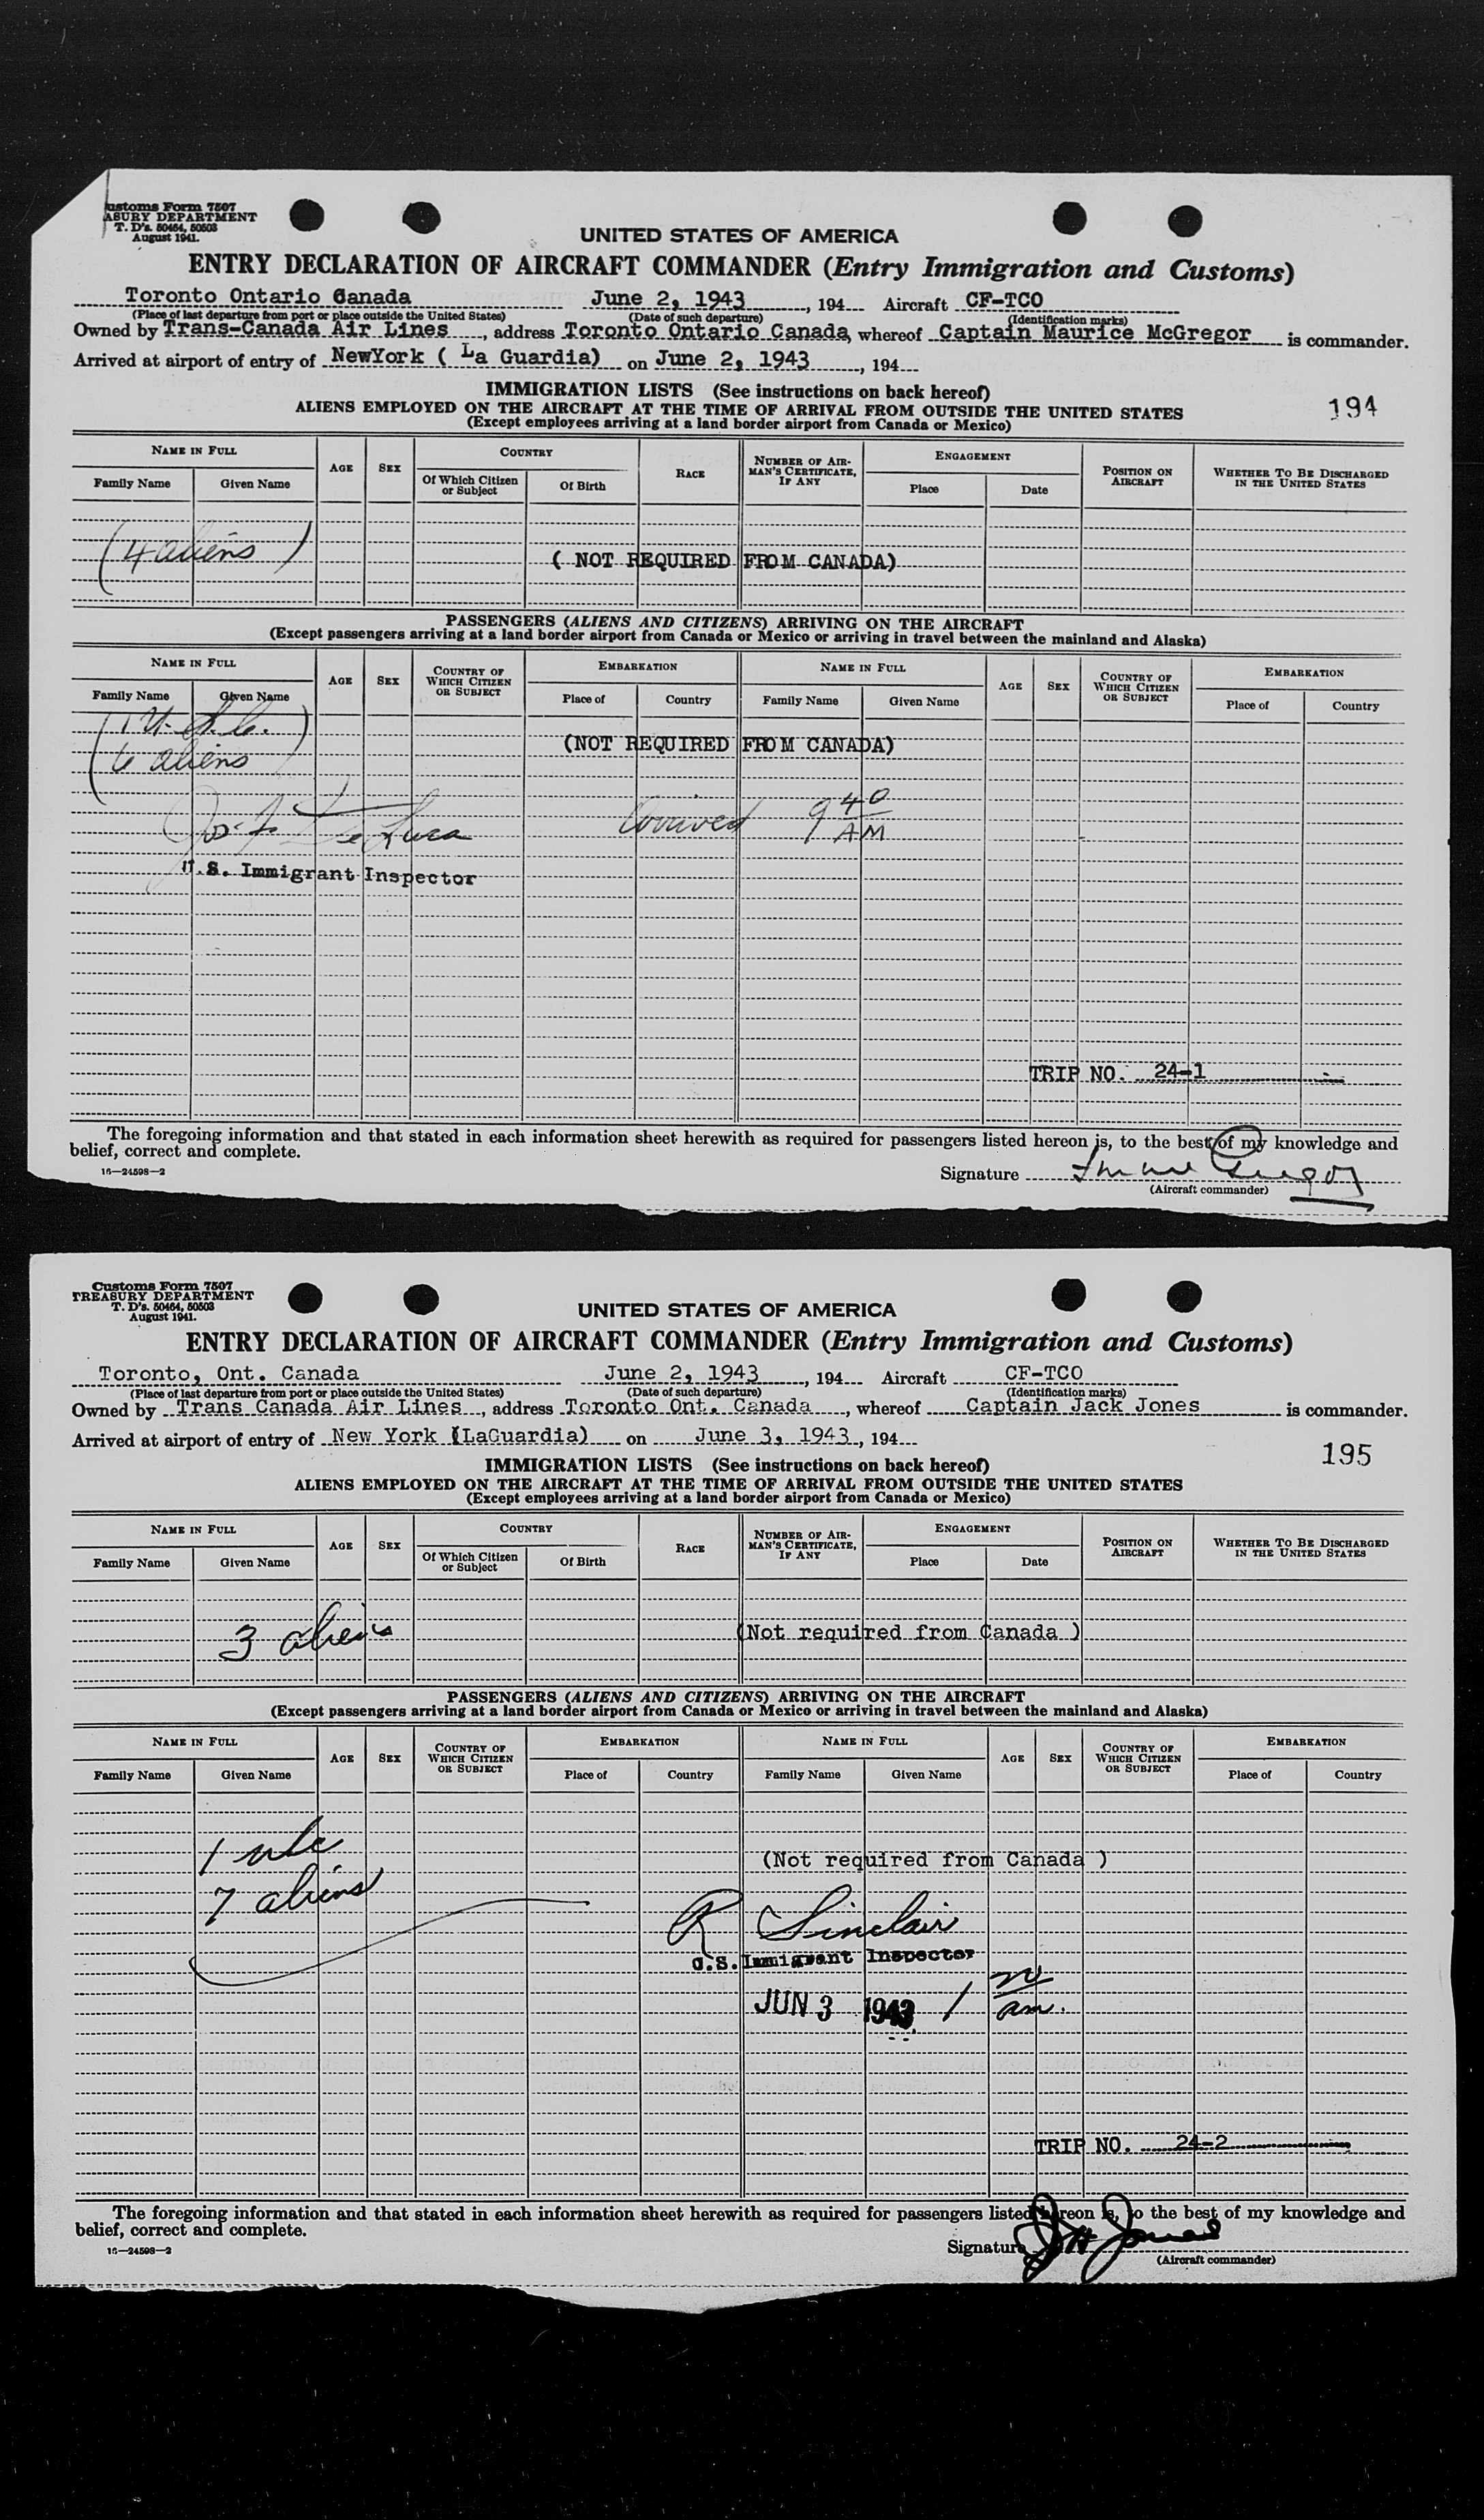 ustoms Form 7507
ASURY DEPARTMENT
T. D's. 50464, 50503
August 1941.
UNITED STATES OF AMERICA
ENTRY DECLARATION OF AIRCRAFT COMMANDER (Entry Immigration and Customs)
Toronto Ontario Canada June 2, 1943, 194 Aircraft CF-TCO
(Place of last departure from port or place outside the United States) (Date of such departure) (Identification marks)
Owned by Trans-Canada Air Lines, address Toronto Ontario Canada, whereof Captain Maurice McGregor is commander.
Arrived at airport of entry of NewYork ( La Guardia) on June 2, 1943, 194
IMMIGRATION LISTS (See instructions on back hereof)
194
ALIENS EMPLOYED ON THE AIRCRAFT AT THE TIME OF ARRIVAL FROM OUTSIDE THE UNITED STATES
(Except employees arriving at a land border airport from Canada or Mexico)
NAME IN FULL AGE SEX COUNTRY RACE NUMBER OF AIRMAN'S CERTIFICATE, IF ANY ENGAGEMENT POSITION ON AIRCRAFT WHETHER TO BE DISCHARGED IN THE UNITED STATES
Family Name Given Name Of Which Citizen or Subject Of Birth Place Date
(4 aliens) ( NOT REQUIRED FROM CANADA)
PASSENGERS (ALIENS AND CITIZENS) ARRIVING ON THE AIRCRAFT
(Except passengers arriving at a land border airport from Canada or Mexico or arriving in travel between the mainland and Alaska)
NAME IN FULL AGE SEX COUNTRY OF WHICH CITIZEN OR SUBJECT EMBARKATION NAME IN FULL AGE SEX COUNTRY OF WHICH CITIZEN OR SUBJECT EMBARKATION
Family Name Given Name Place of Country Family Name Given Name Place of Country
(1 U.S.C.)
(NOT REQUIRED FROM CANADA)
(6 aliens
Jos. F. De Luca Arrived 9 40 AM
U.S. Immigrant Inspector
TRIP NO. 24-1
The foregoing information and that stated in each information sheet herewith as required for passengers listed hereon is, to the best of my knowledge and
belief, correct and complete.
16—24598-2
Signature
(Aircraft commander)
Customs Form 7507
TREASURY DEPARTMENT
T. D's. 50464, 50503
August 1941.
UNITED STATES OF AMERICA
ENTRY DECLARATION OF AIRCRAFT COMMANDER (Entry Immigration and Customs)
Toronto, Ont. Canada June 2, 1943, 194 Aircraft CF-TCO
(Place of last departure from port or place outside the United States) (Date of such departure) (Identification marks)
Owned by Trans Canada Air Lines, address Toronto Ont. Canada, whereof Captain Jack Jones is commander.
Arrived at airport of entry of New York (LaGuardia) on June 3, 1943, 194
195
IMMIGRATION LISTS (See instructions on back hereof)
ALIENS EMPLOYED ON THE AIRCRAFT AT THE TIME OF ARRIVAL FROM OUTSIDE THE UNITED STATES
(Except employees arriving at a land border airport from Canada or Mexico)
NAME IN FULL AGE SEX COUNTRY RACE NUMBER OF AIRMAN'S CERTIFICATE, IF ANY ENGAGEMENT POSITION ON AIRCRAFT WHETHER TO BE DISCHARGED IN THE UNITED STATES
Family Name Given Name Of Which Citizen or Subject Of Birth Place Date
3 aliens (Not required from Canada )
PASSENGERS (ALIENS AND CITIZENS) ARRIVING ON THE AIRCRAFT
(Except passengers arriving at a land border airport from Canada or Mexico or arriving in travel between the mainland and Alaska)
NAME IN FULL AGE SEX COUNTRY OF WHICH CITIZEN OR SUBJECT EMBARKATION NAME IN FULL AGE SEX COUNTRY OF WHICH CITIZEN OR SUBJECT EMBARKATION
Family Name Given Name Place of Country Family Name Given Name Place of Country
1 usc
(Not required from Canada )
7 aliens
R Sinclair
U.S. Immigrant Inspector
JUN 3 1943 1 am.
TRIP NO. 24-2
The foregoing information and that stated in each information sheet herewith as required for passengers listed hereon is, to the best of my knowledge and
belief, correct and complete.
16—24598-2
Signature J H Jones
(Aircraft commander)